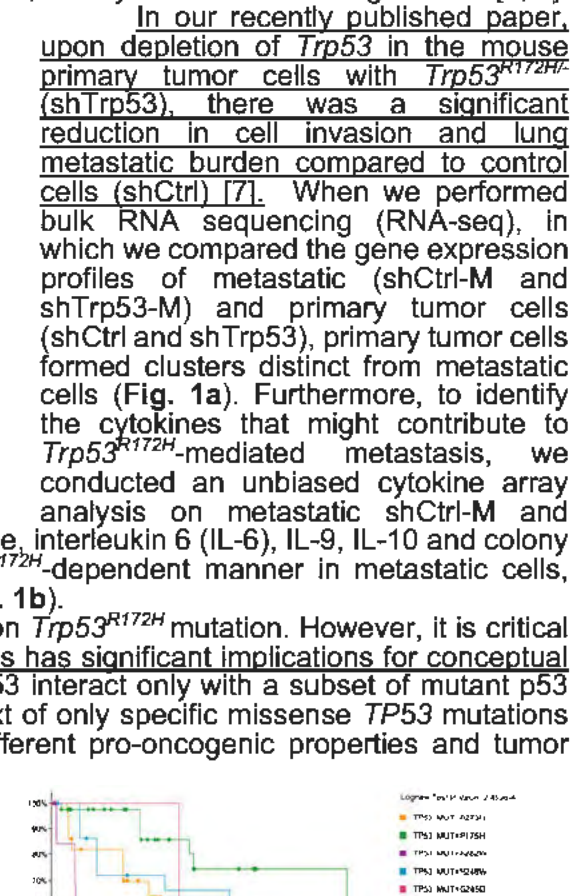 In our recently published paper,
upon depletion of Trp53 in the mouse
primary tumor cells with Trp53R172H/-
(shTrp53), there was a significant
reduction in cell invasion and lung
metastatic burden compared to control
cells (shCtrl) [7]. When we performed
bulk RNA sequencing (RNA-seq), in
which we compared the gene expression
profiles of metastatic (shCtrl-M and
shTrp53-M) and primary tumor cells
(shCtrl and shTrp53), primary tumor cells
formed clusters distinct from metastatic
cells (Fig. 1a). Furthermore, to identify
the cytokines that might contribute to
Trp53R172H-mediated metastasis, we
conducted an unbiased cytokine array
analysis on metastatic shCtrl-M and
e, interleukin 6 (IL-6), IL-9, IL-10 and colony
172H-dependent manner in metastatic cells,
. 1b).
on Trp53R172H mutation. However, it is critical
s has significant implications for conceptual
53 interact only with a subset of mutant p53
xt of only specific missense TP53 mutations
fferent pro-oncogenic properties and tumor
100%
90%
80%
70%
TP53
TP53
TP53
TP53
TP53